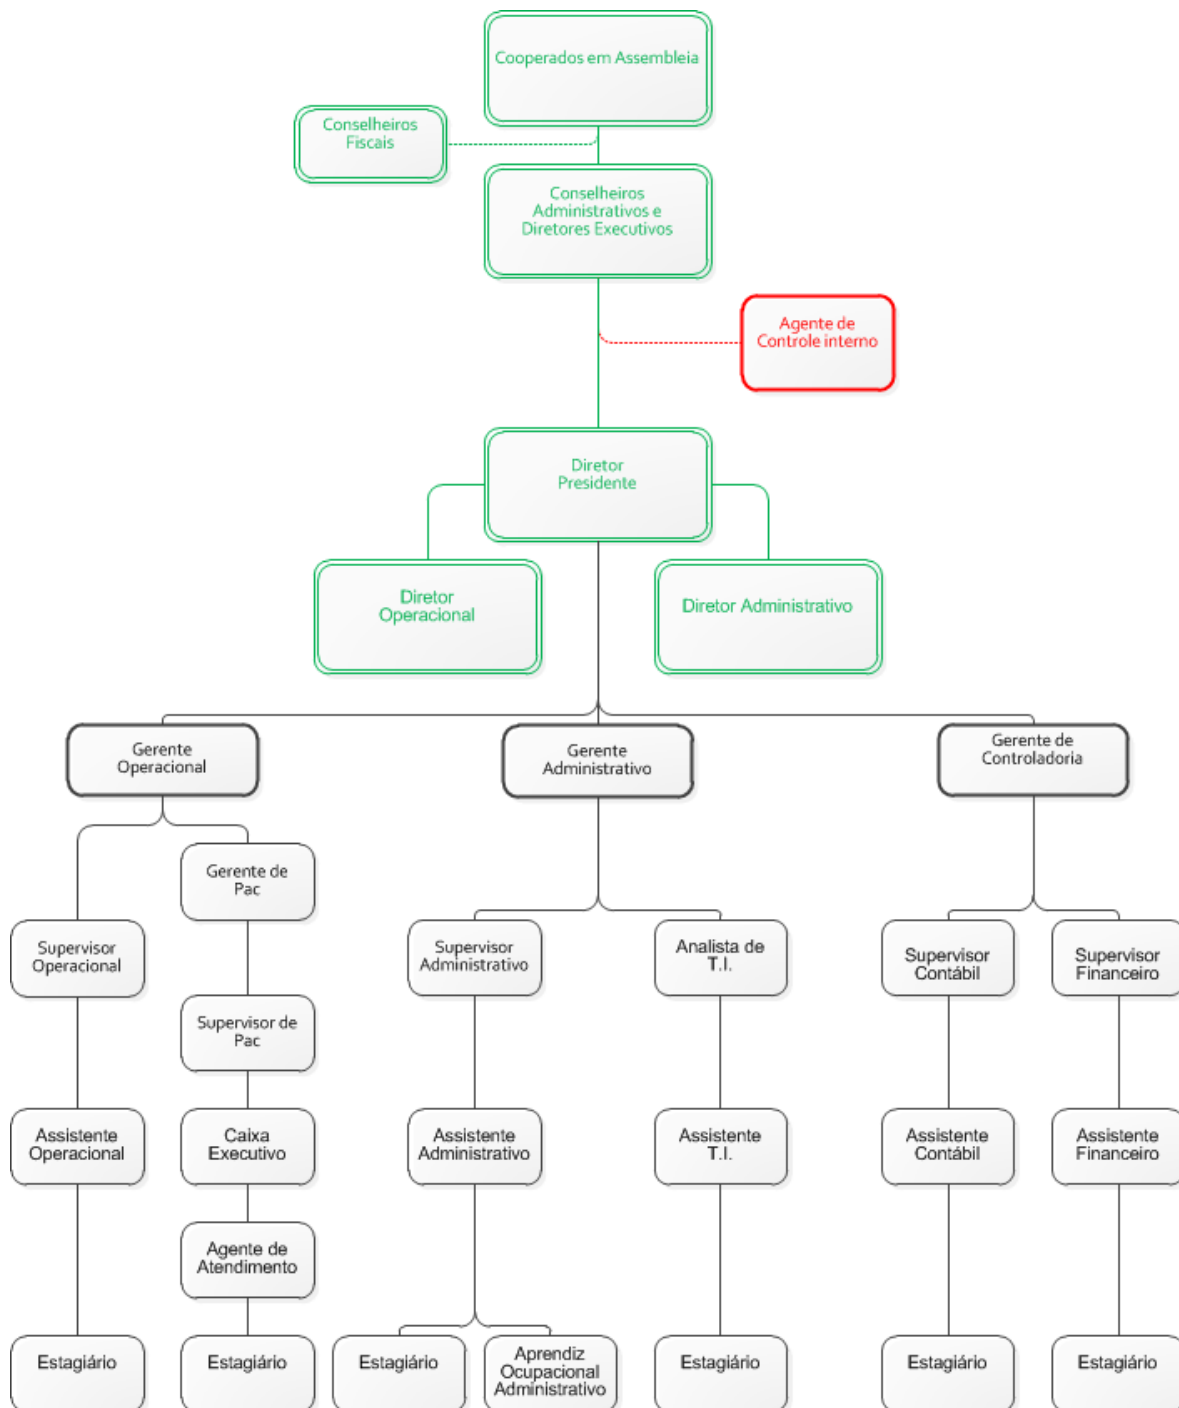 Cooperados em Assembleia
Conselheiros
Fiscais
Conselheiros
Administrativos e
Diretores Executivos
Agente de
Controle interno
Diretor
Presidente
Diretor
Operacional
Diretor Administrativo
Gerente
Operacional
Gerente
Administrativo
Gerente de
Controladoria
Gerente de
Pac
Supervisor
Operacional
Supervisor
Administrativo
Analista de
T.I.
Supervisor
Contábil
Supervisor
Financeiro
Supervisor de
Pac
Assistente
Operacional
Caixa
Executivo
Assistente
Administrativo
Assistente
T.I.
Assistente
Contábil
Assistente
Financeiro
Agente de
Atendimento
Estagiário
Estagiário
Estagiário
Aprendiz
Ocupacional
Administrativo
Estagiário
Estagiário
Estagiário